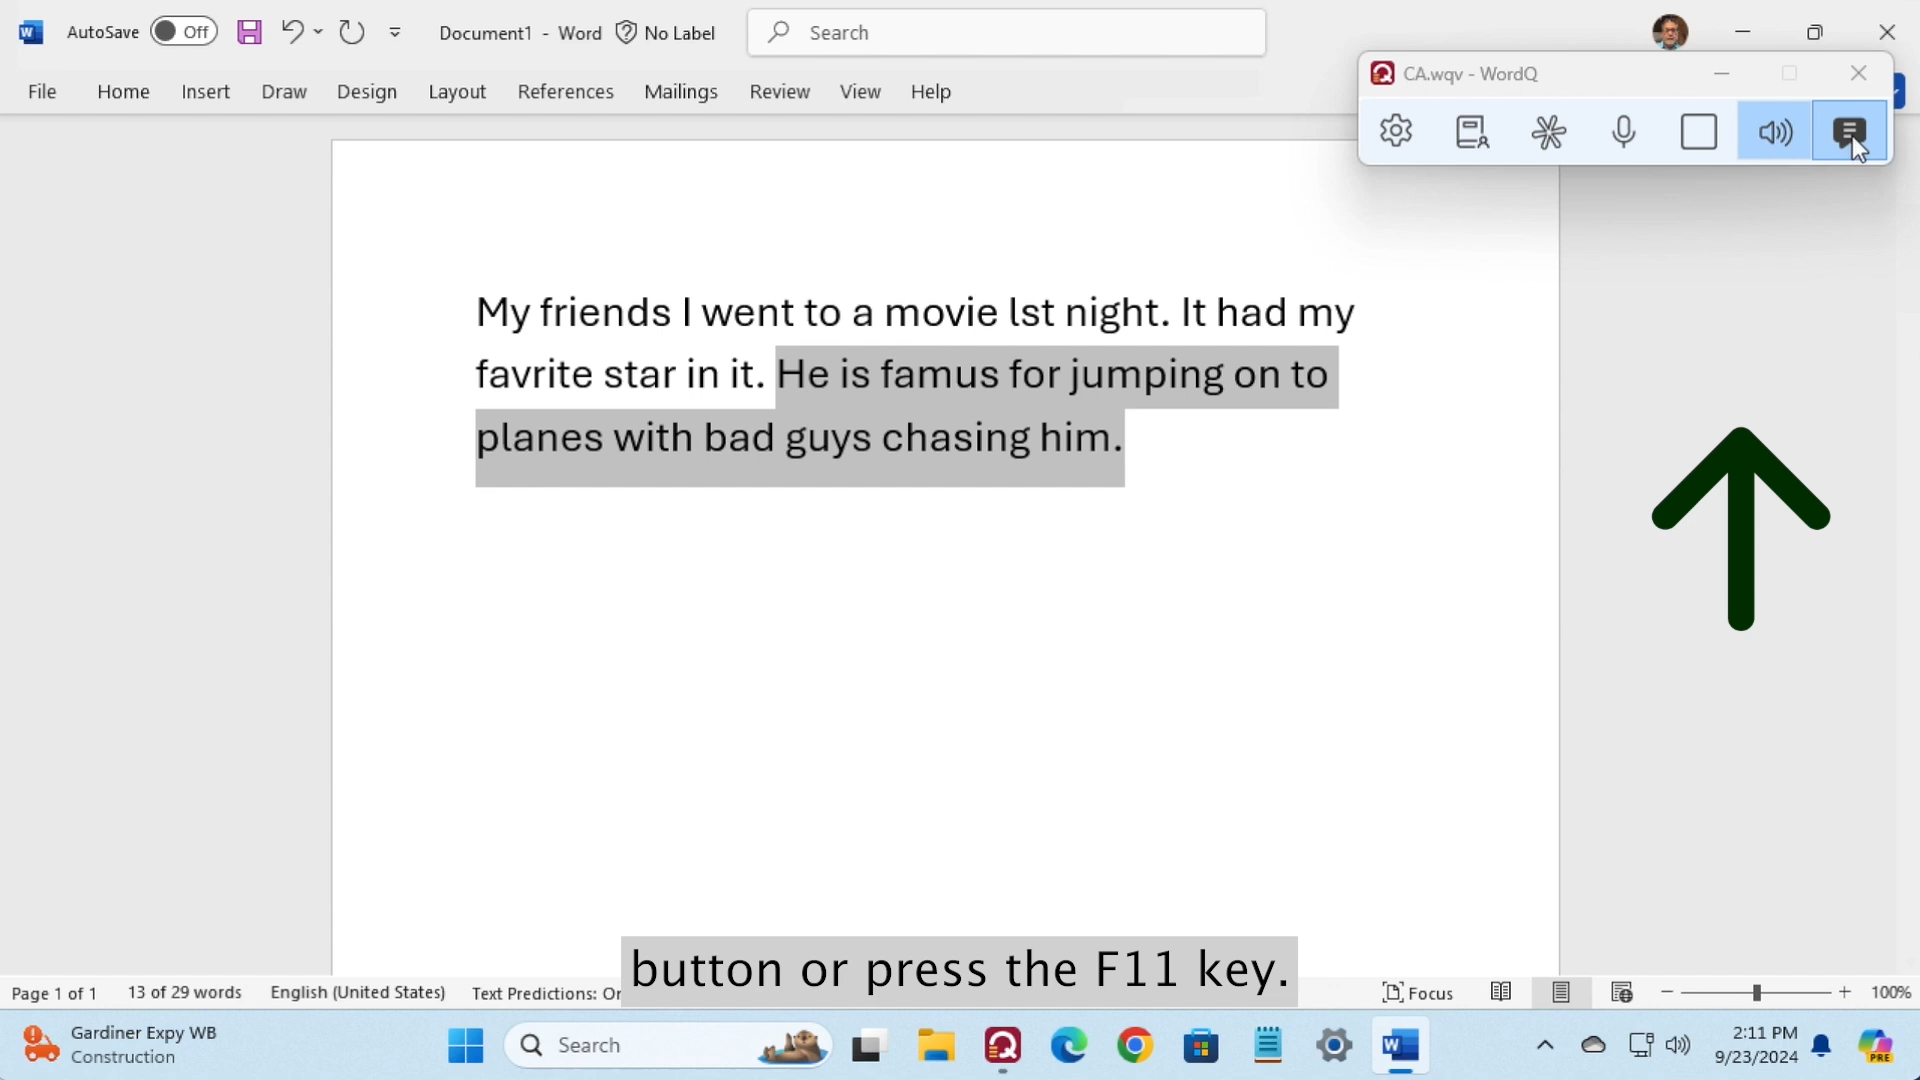 AutoSave Off Document1 - Word No Label Search
CA.wqv - WordQ
File Home Insert Draw Design Layout References Mailings Review View Help
My friends I went to a movie lst night. It had my
favrite star in it. He is famus for jumping on to
planes with bad guys chasing him.
button or press the F11 key.
Page 1 of 1 13 of 29 words English (United States) Text Predictions: Focus 100%
Gardiner Expy WB
Construction
Search
2:11 PM
9/23/2024
PRE